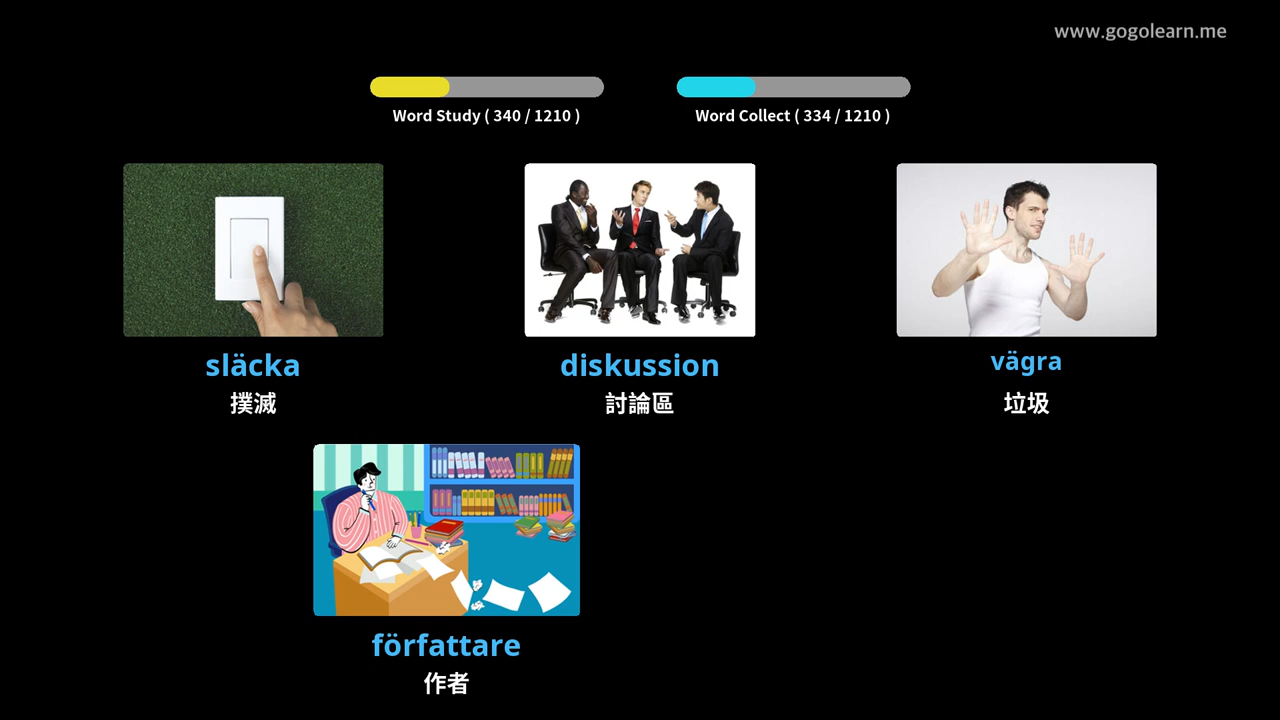 www.gogolearn.me
Word Study ( 340 / 1210 )
Word Collect ( 334 / 1210 )
släcka
撲滅
diskussion
討論區
vägra
垃圾
författare
作者